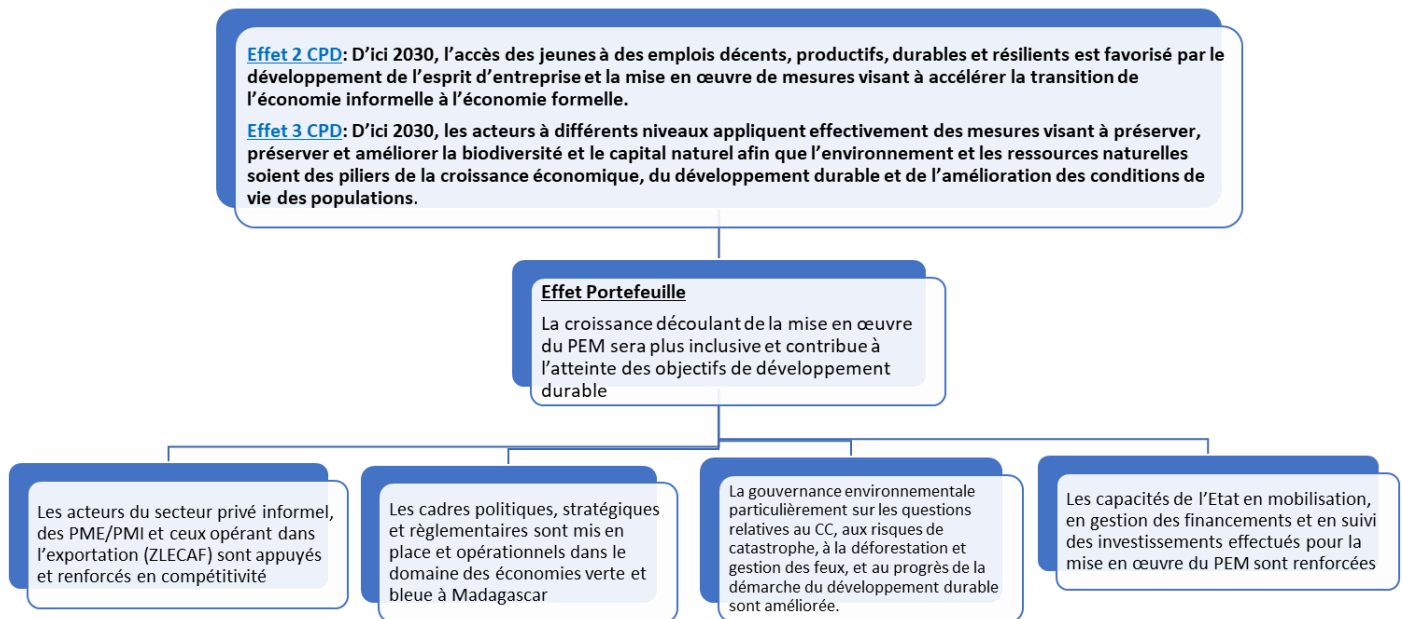 Effet 2 CPD: D’ici 2030, l’accès des jeunes à des emplois décents, productifs, durables et résilients est favorisé par le
développement de l’esprit d’entreprise et la mise en œuvre de mesures visant à accélérer la transition de
l’économie informelle à l’économie formelle.
Effet 3 CPD: D’ici 2030, les acteurs à différents niveaux appliquent effectivement des mesures visant à préserver,
préserver et améliorer la biodiversité et le capital naturel afin que l’environnement et les ressources naturelles
soient des piliers de la croissance économique, du développement durable et de l’amélioration des conditions de
vie des populations.
Effet Portefeuille
La croissance découlant de la mise en œuvre
du PEM sera plus inclusive et contribue à
l’atteinte des objectifs de développement
durable
Les acteurs du secteur privé informel,
des PME/PMI et ceux opérant dans
l’exportation (ZLECAF) sont appuyés
et renforcés en compétitivité
Les cadres politiques, stratégiques
et règlementaires sont mis en
place et opérationnels dans le
domaine des économies verte et
bleue à Madagascar
La gouvernance environnementale
particulièrement sur les questions
relatives au CC, aux risques de
catastrophe, à la déforestation et
gestion des feux, et au progrès de la
démarche du développement durable
sont améliorée.
Les capacités de l’Etat en mobilisation,
en gestion des financements et en suivi
des investissements effectués pour la
mise en œuvre du PEM sont renforcées